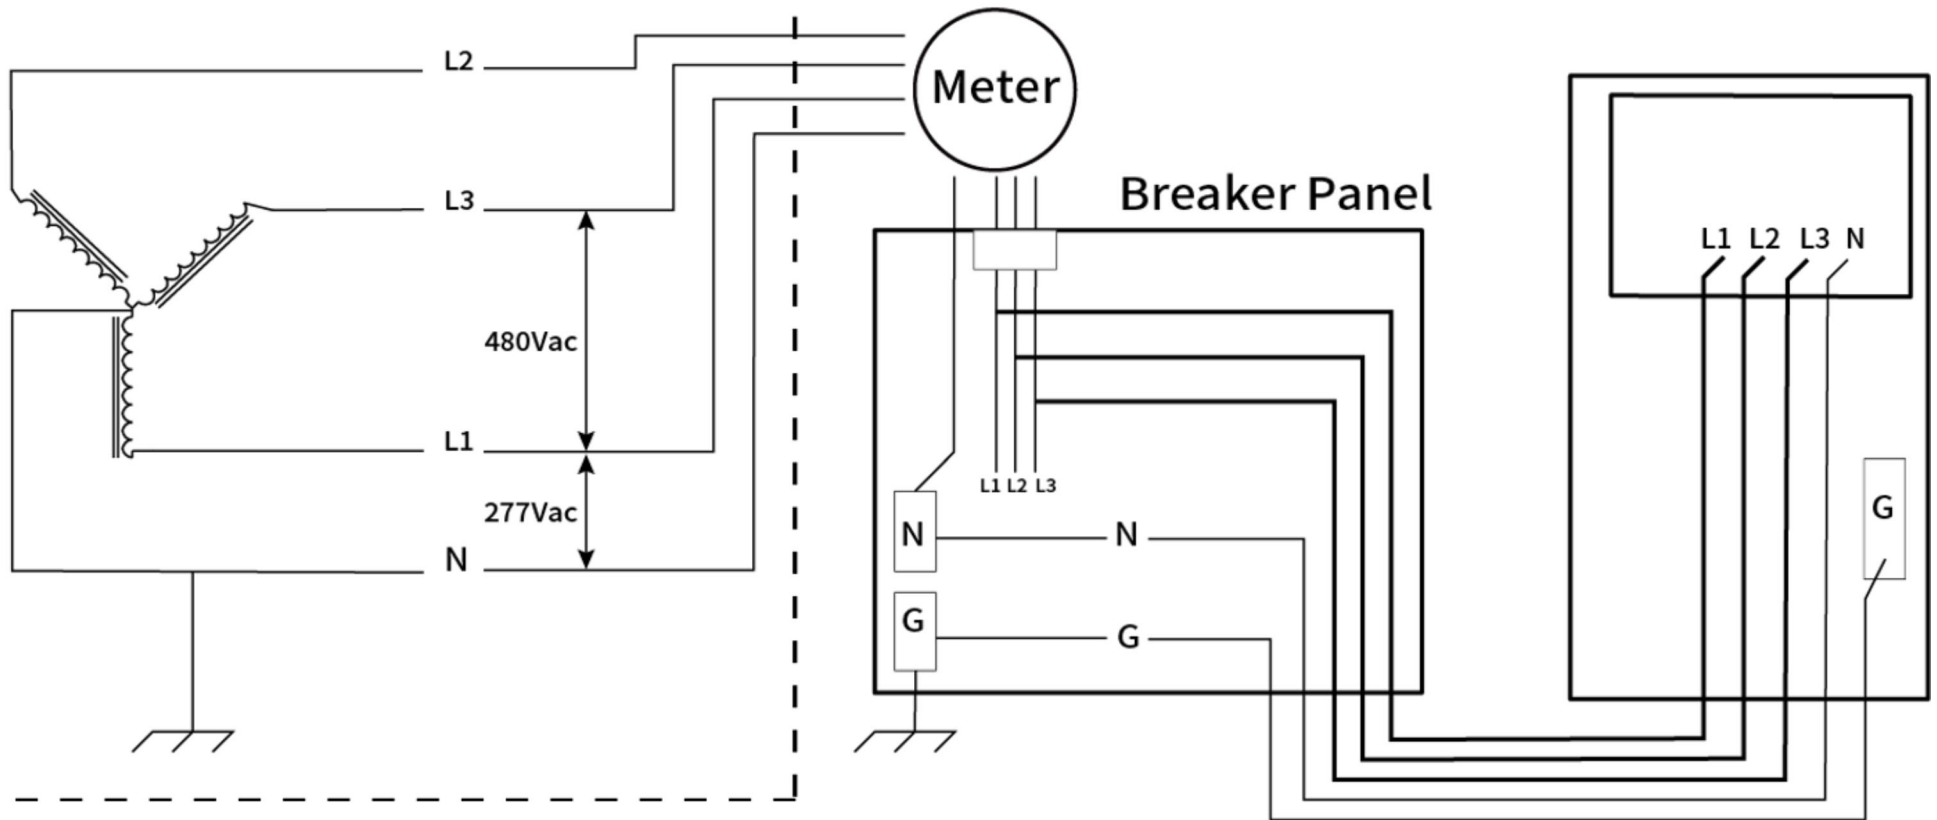 L2
Meter
L3
Breaker Panel
L1 L2 L3 N
480Vac
L1
L1 L2 L3
277Vac
G
N
N
N
G
G